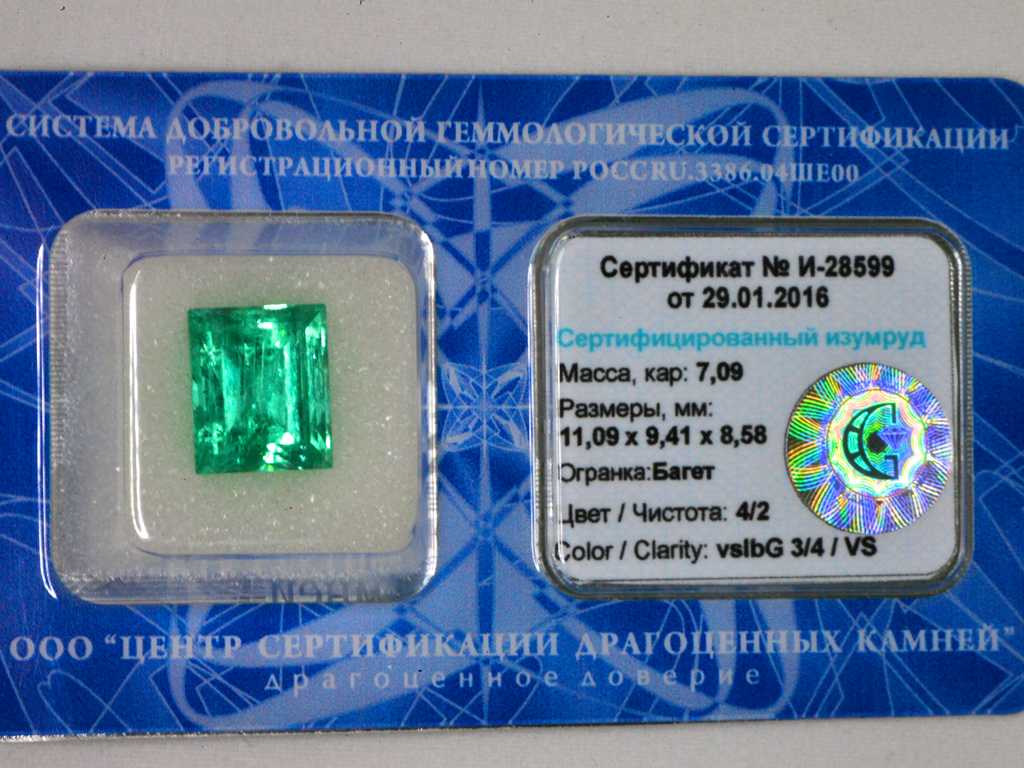 СИСТЕМА ДОБРОВОЛЬНОЙ ГЕММОЛОГИЧЕСКОЙ СЕРТИФИКАЦИИ
РЕГИСТРАЦИОННЫЙ НОМЕР РОСС RU.3386.04ШЕ00
Сертификат № И-28599
от 29.01.2016
Сертифицированный изумруд
Масса, кар: 7,09
Размеры, мм:
11,09 x 9,41 x 8,58
Огранка:Багет
Цвет / Чистота: 4/2
Color / Clarity: vslbG 3/4 / VS
ООО "ЦЕНТР СЕРТИФИКАЦИИ ДРАГОЦЕННЫХ КАМНЕЙ"
драгоценное доверие